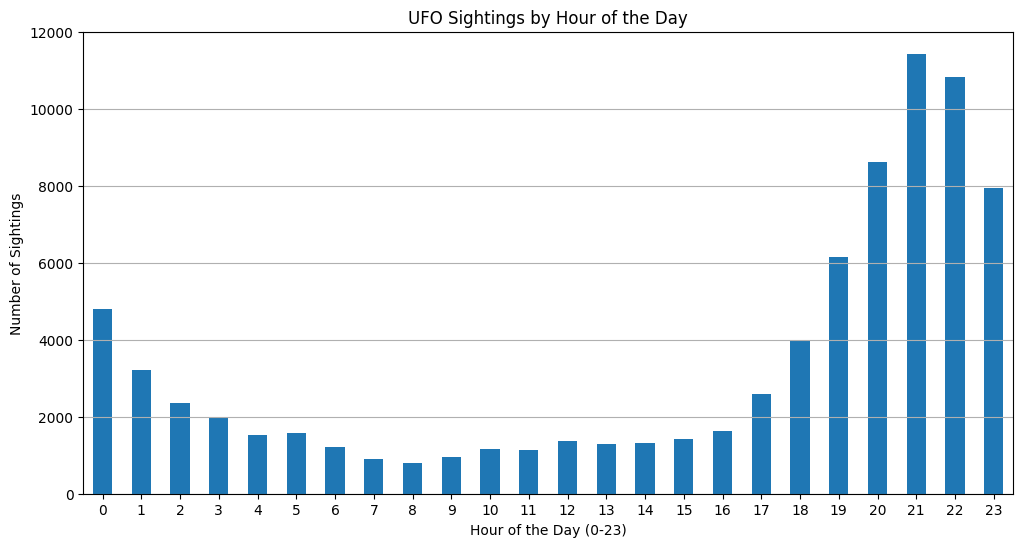 UFO Sightings by Hour of the Day
12000
10000
8000
6000
4000
2000
0
Number of Sightings
0 1 2 3 4 5 6 7 8 9 10 11 12 13 14 15 16 17 18 19 20 21 22 23
Hour of the Day (0-23)